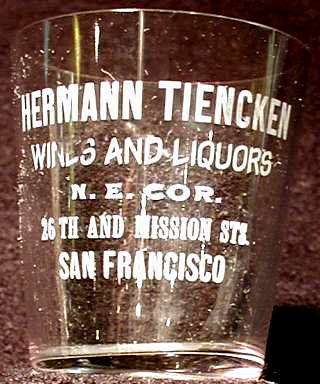 HERMANN TIENCKEN
WINES AND LIQUORS
N. E. COR.
26TH AND MISSION STS.
SAN FRANCISCO